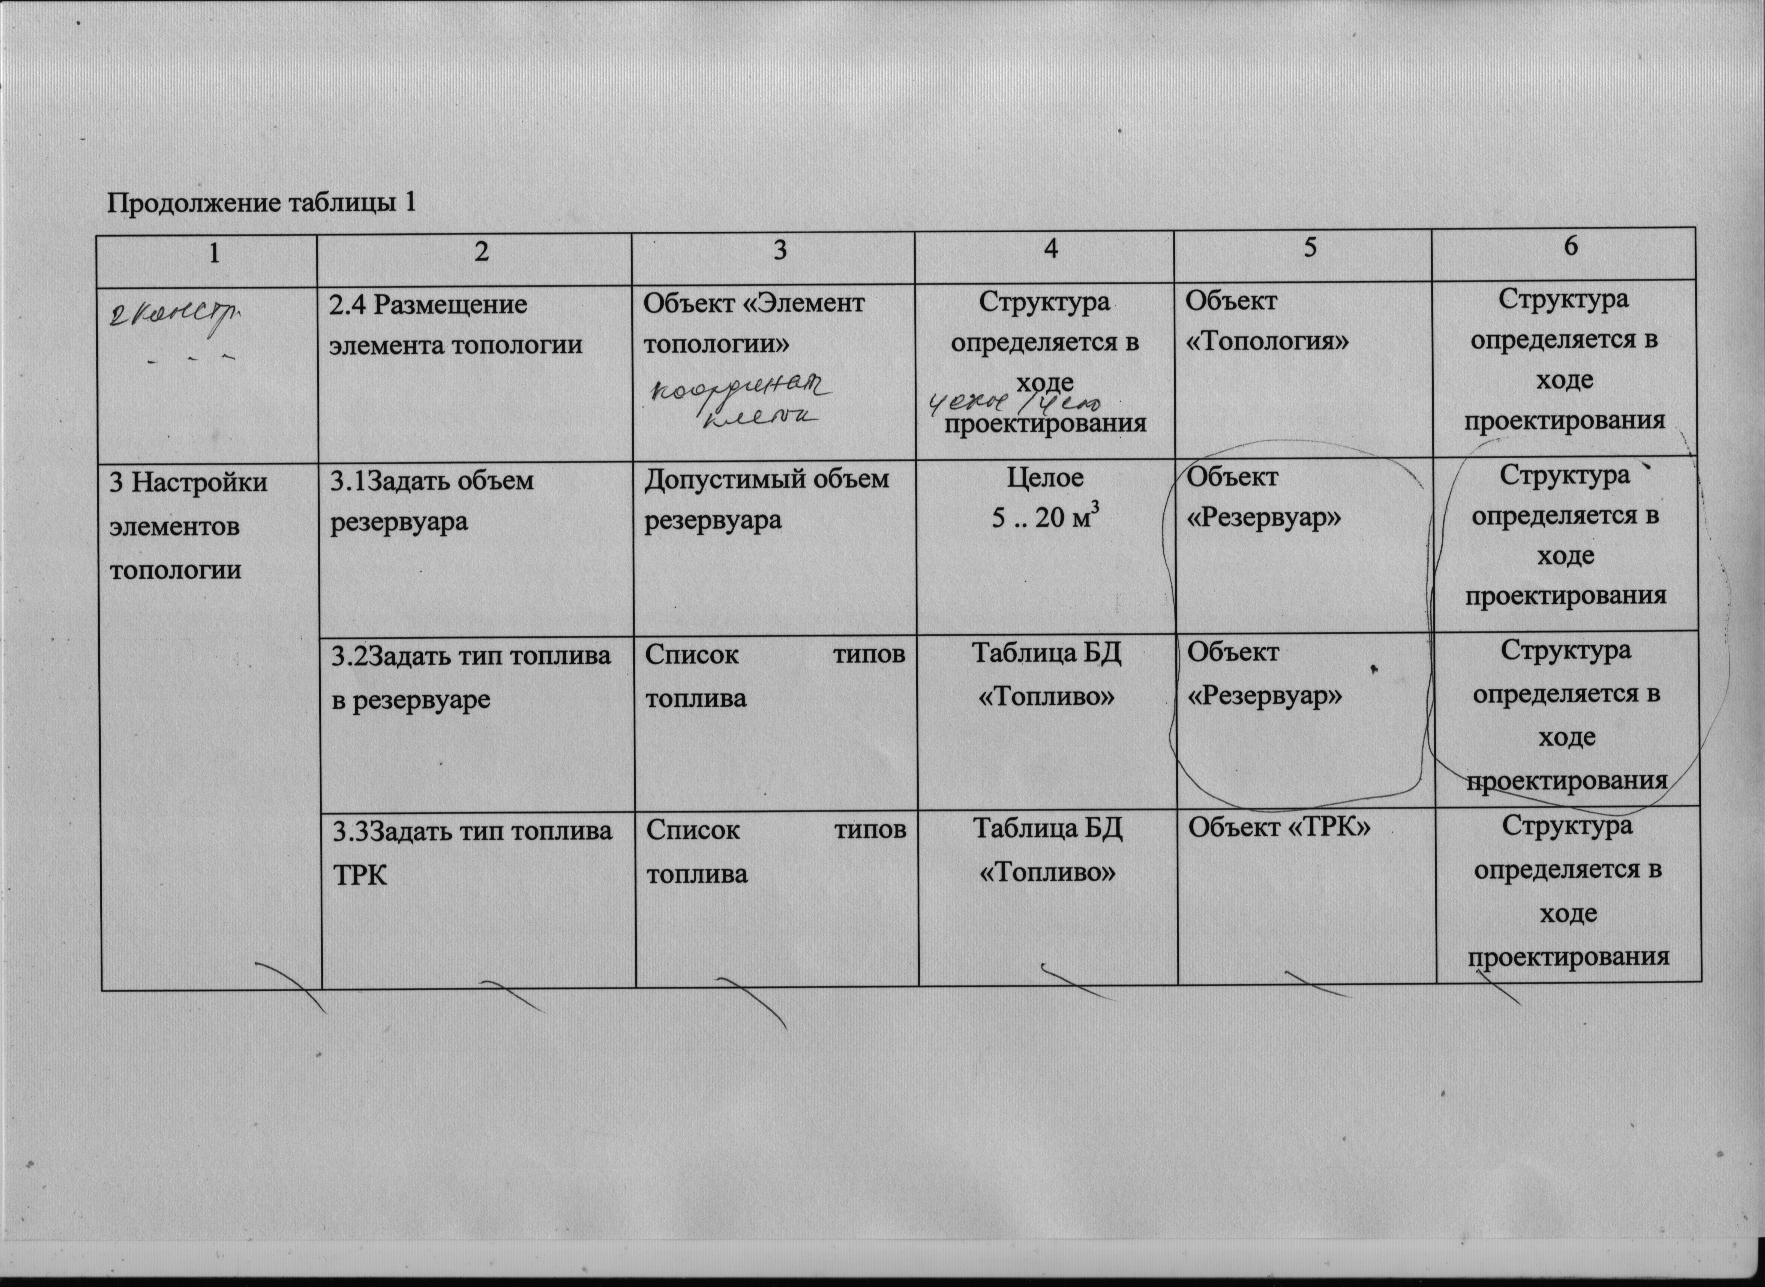 Продолжение таблицы 1
1 2 3 4 5 6
2 констр.
- - -
2.4 Размещение
элемента топологии
Объект «Элемент
топологии»
координат
клетки
Структура
определяется в
ходе
целое / цело
проектирования
Объект
«Топология»
Структура
определяется в
ходе
проектирования
3 Настройки
элементов
топологии
3.1Задать объем
резервуара
Допустимый объем
резервуара
Целое
5 .. 20 м³
Объект
«Резервуар»
Структура
определяется в
ходе
проектирования
3.2Задать тип топлива
в резервуаре
Список типов
топлива
Таблица БД
«Топливо»
Объект
«Резервуар»
Структура
определяется в
ходе
проектирования
3.3Задать тип топлива
ТРК
Список типов
топлива
Таблица БД
«Топливо»
Объект «ТРК»
Структура
определяется в
ходе
проектирования